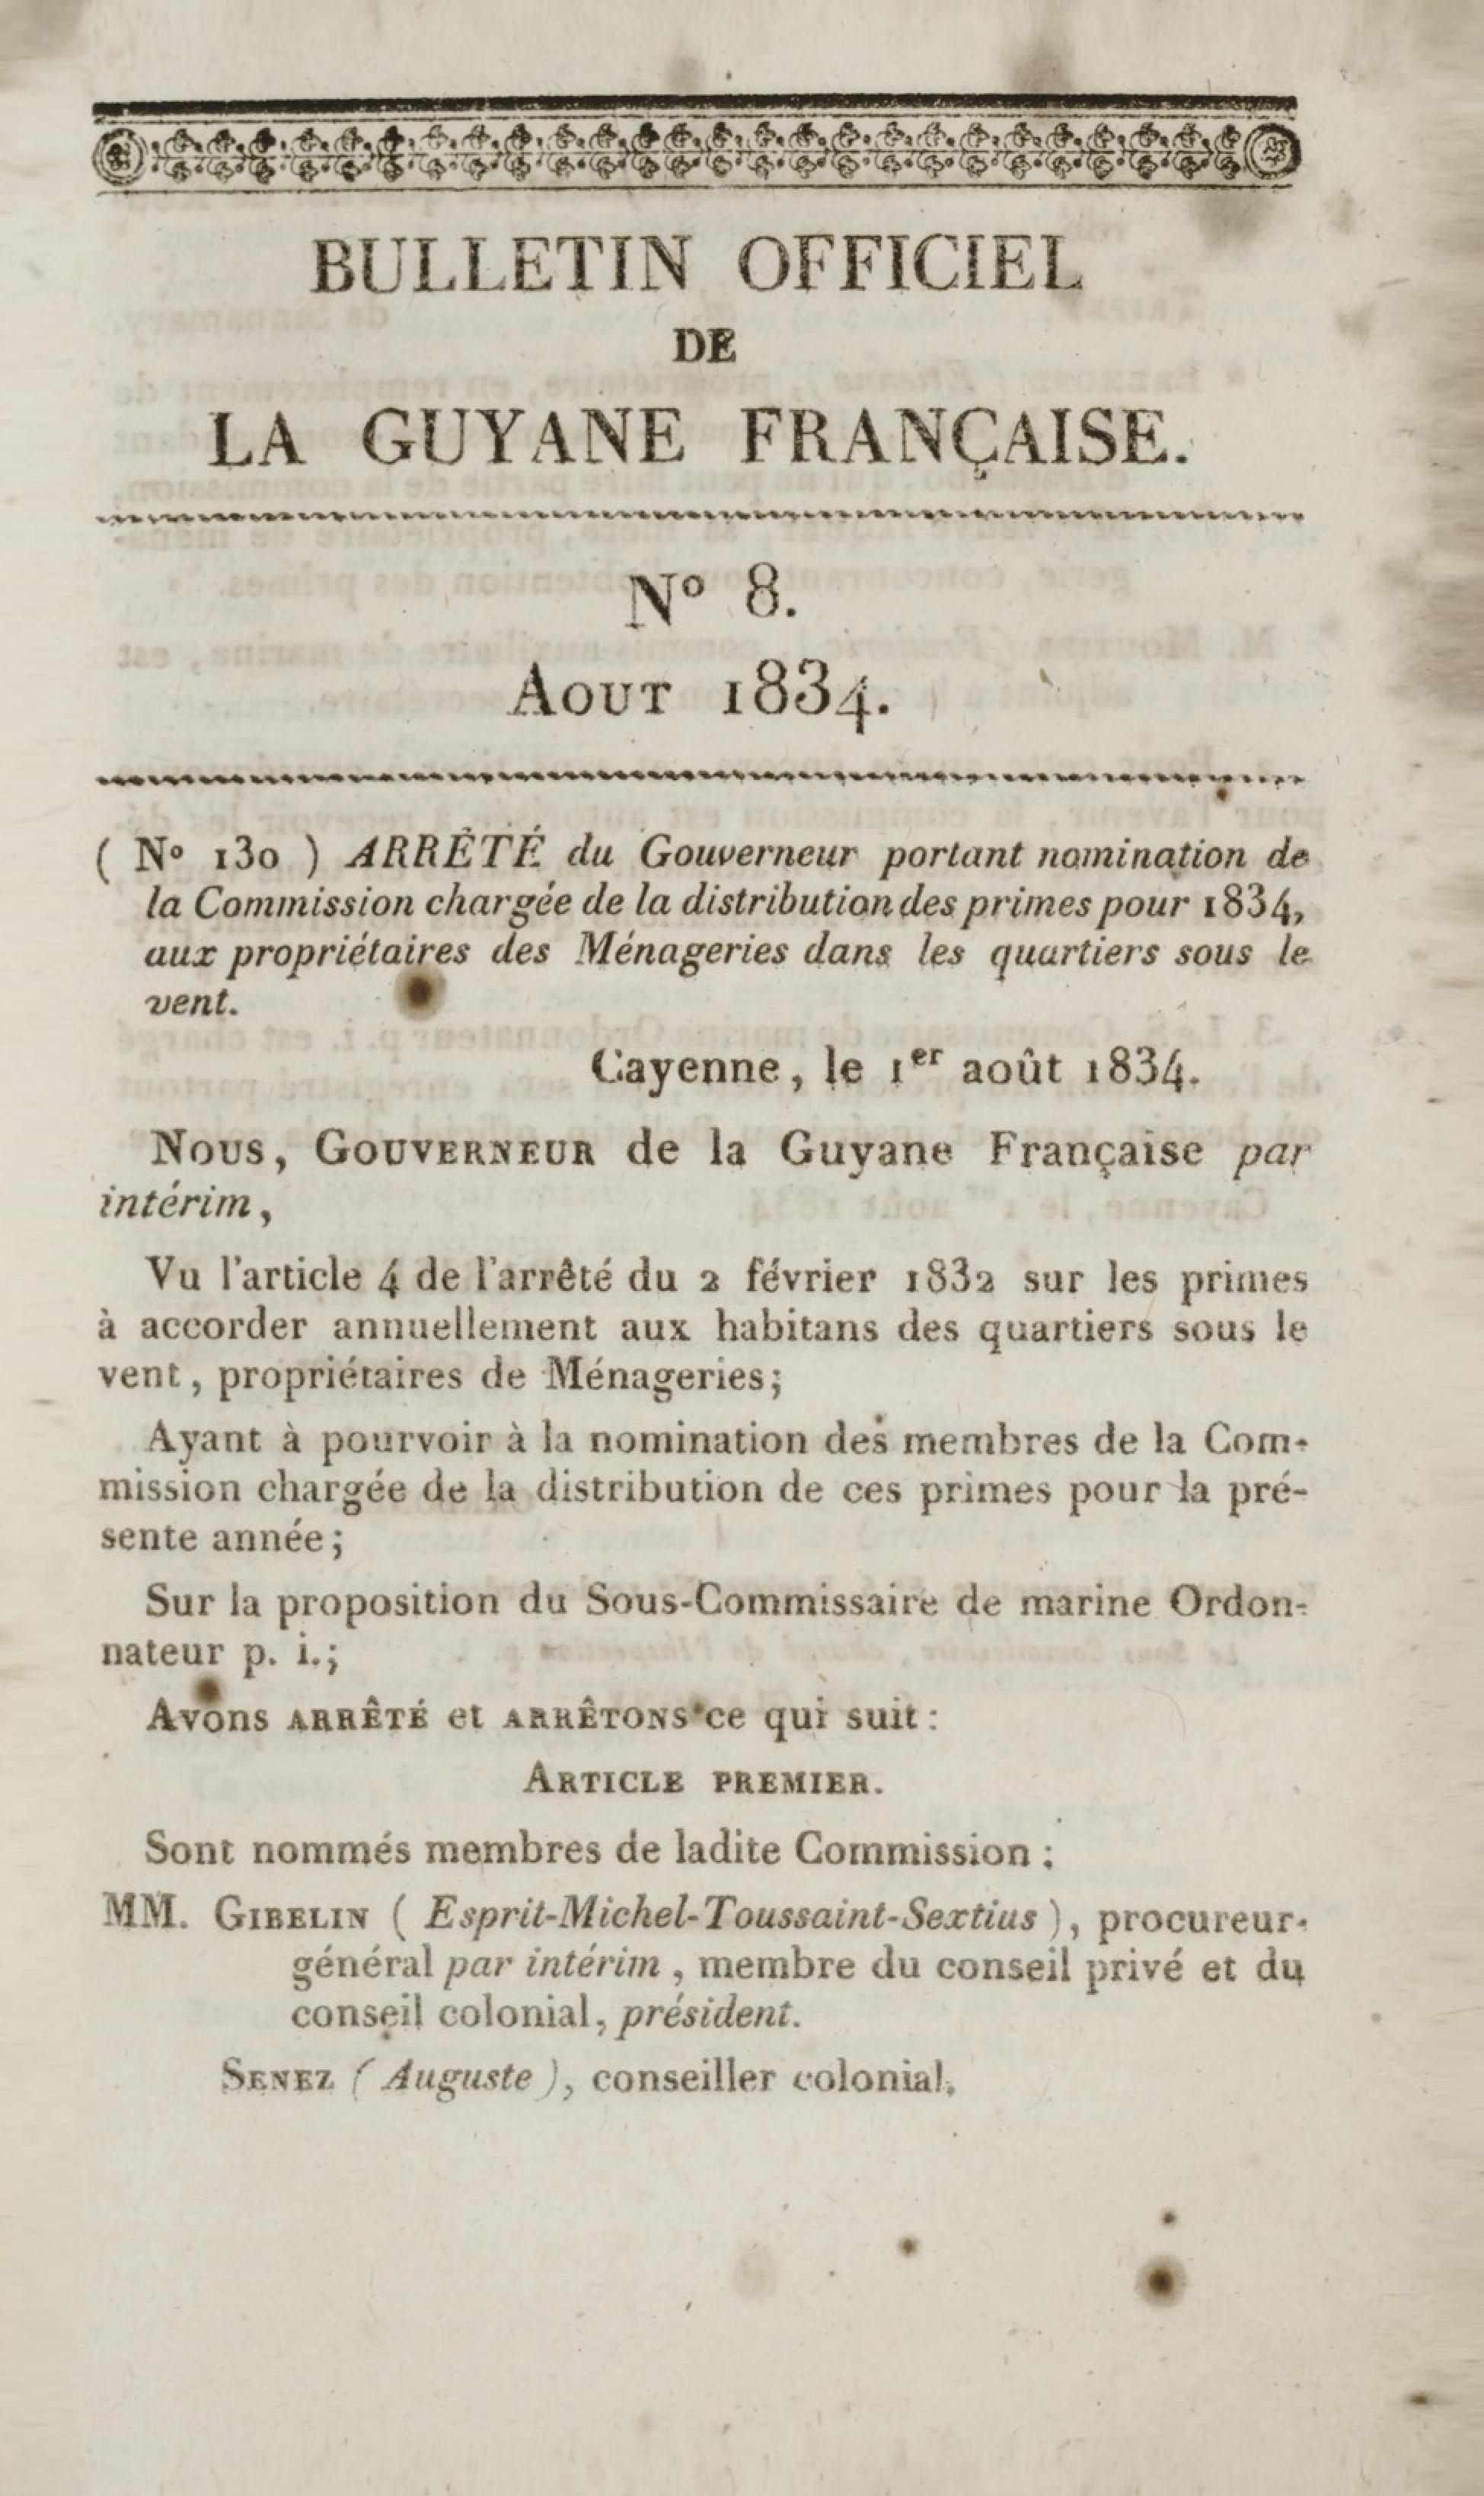 BULLETIN OFFICIEL
DE
LA GUYANE FRANÇAISE.
Nº 8.
AOUT 1834.
( Nº 130 ) ARRÊTÉ du Gouverneur portant nomination de
la Commission chargée de la distribution des primes pour 1834,
aux propriétaires des Ménageries dans les quartiers sous le
vent.
Cayenne, le 1er août 1834.
NOUS, GOUVERNEUR de la Guyane Française par
intérim,
Vu l'article 4 de l'arrêté du 2 février 1832 sur les primes
à accorder annuellement aux habitans des quartiers sous le
vent, propriétaires de Ménageries;
Ayant à pourvoir à la nomination des membres de la Com-
mission chargée de la distribution de ces primes pour la pré-
sente année;
Sur la proposition du Sous-Commissaire de marine Ordon-
nateur p. i.;
Avons ARRÊTÉ et ARRÊTONS ce qui suit:
ARTICLE PREMIER.
Sont nommés membres de ladite Commission:
MM. GIBELIN ( Esprit-Michel-Toussaint-Sextius ), procureur-
général par intérim, membre du conseil privé et du
conseil colonial, président.
SENEZ ( Auguste ), conseiller colonial.